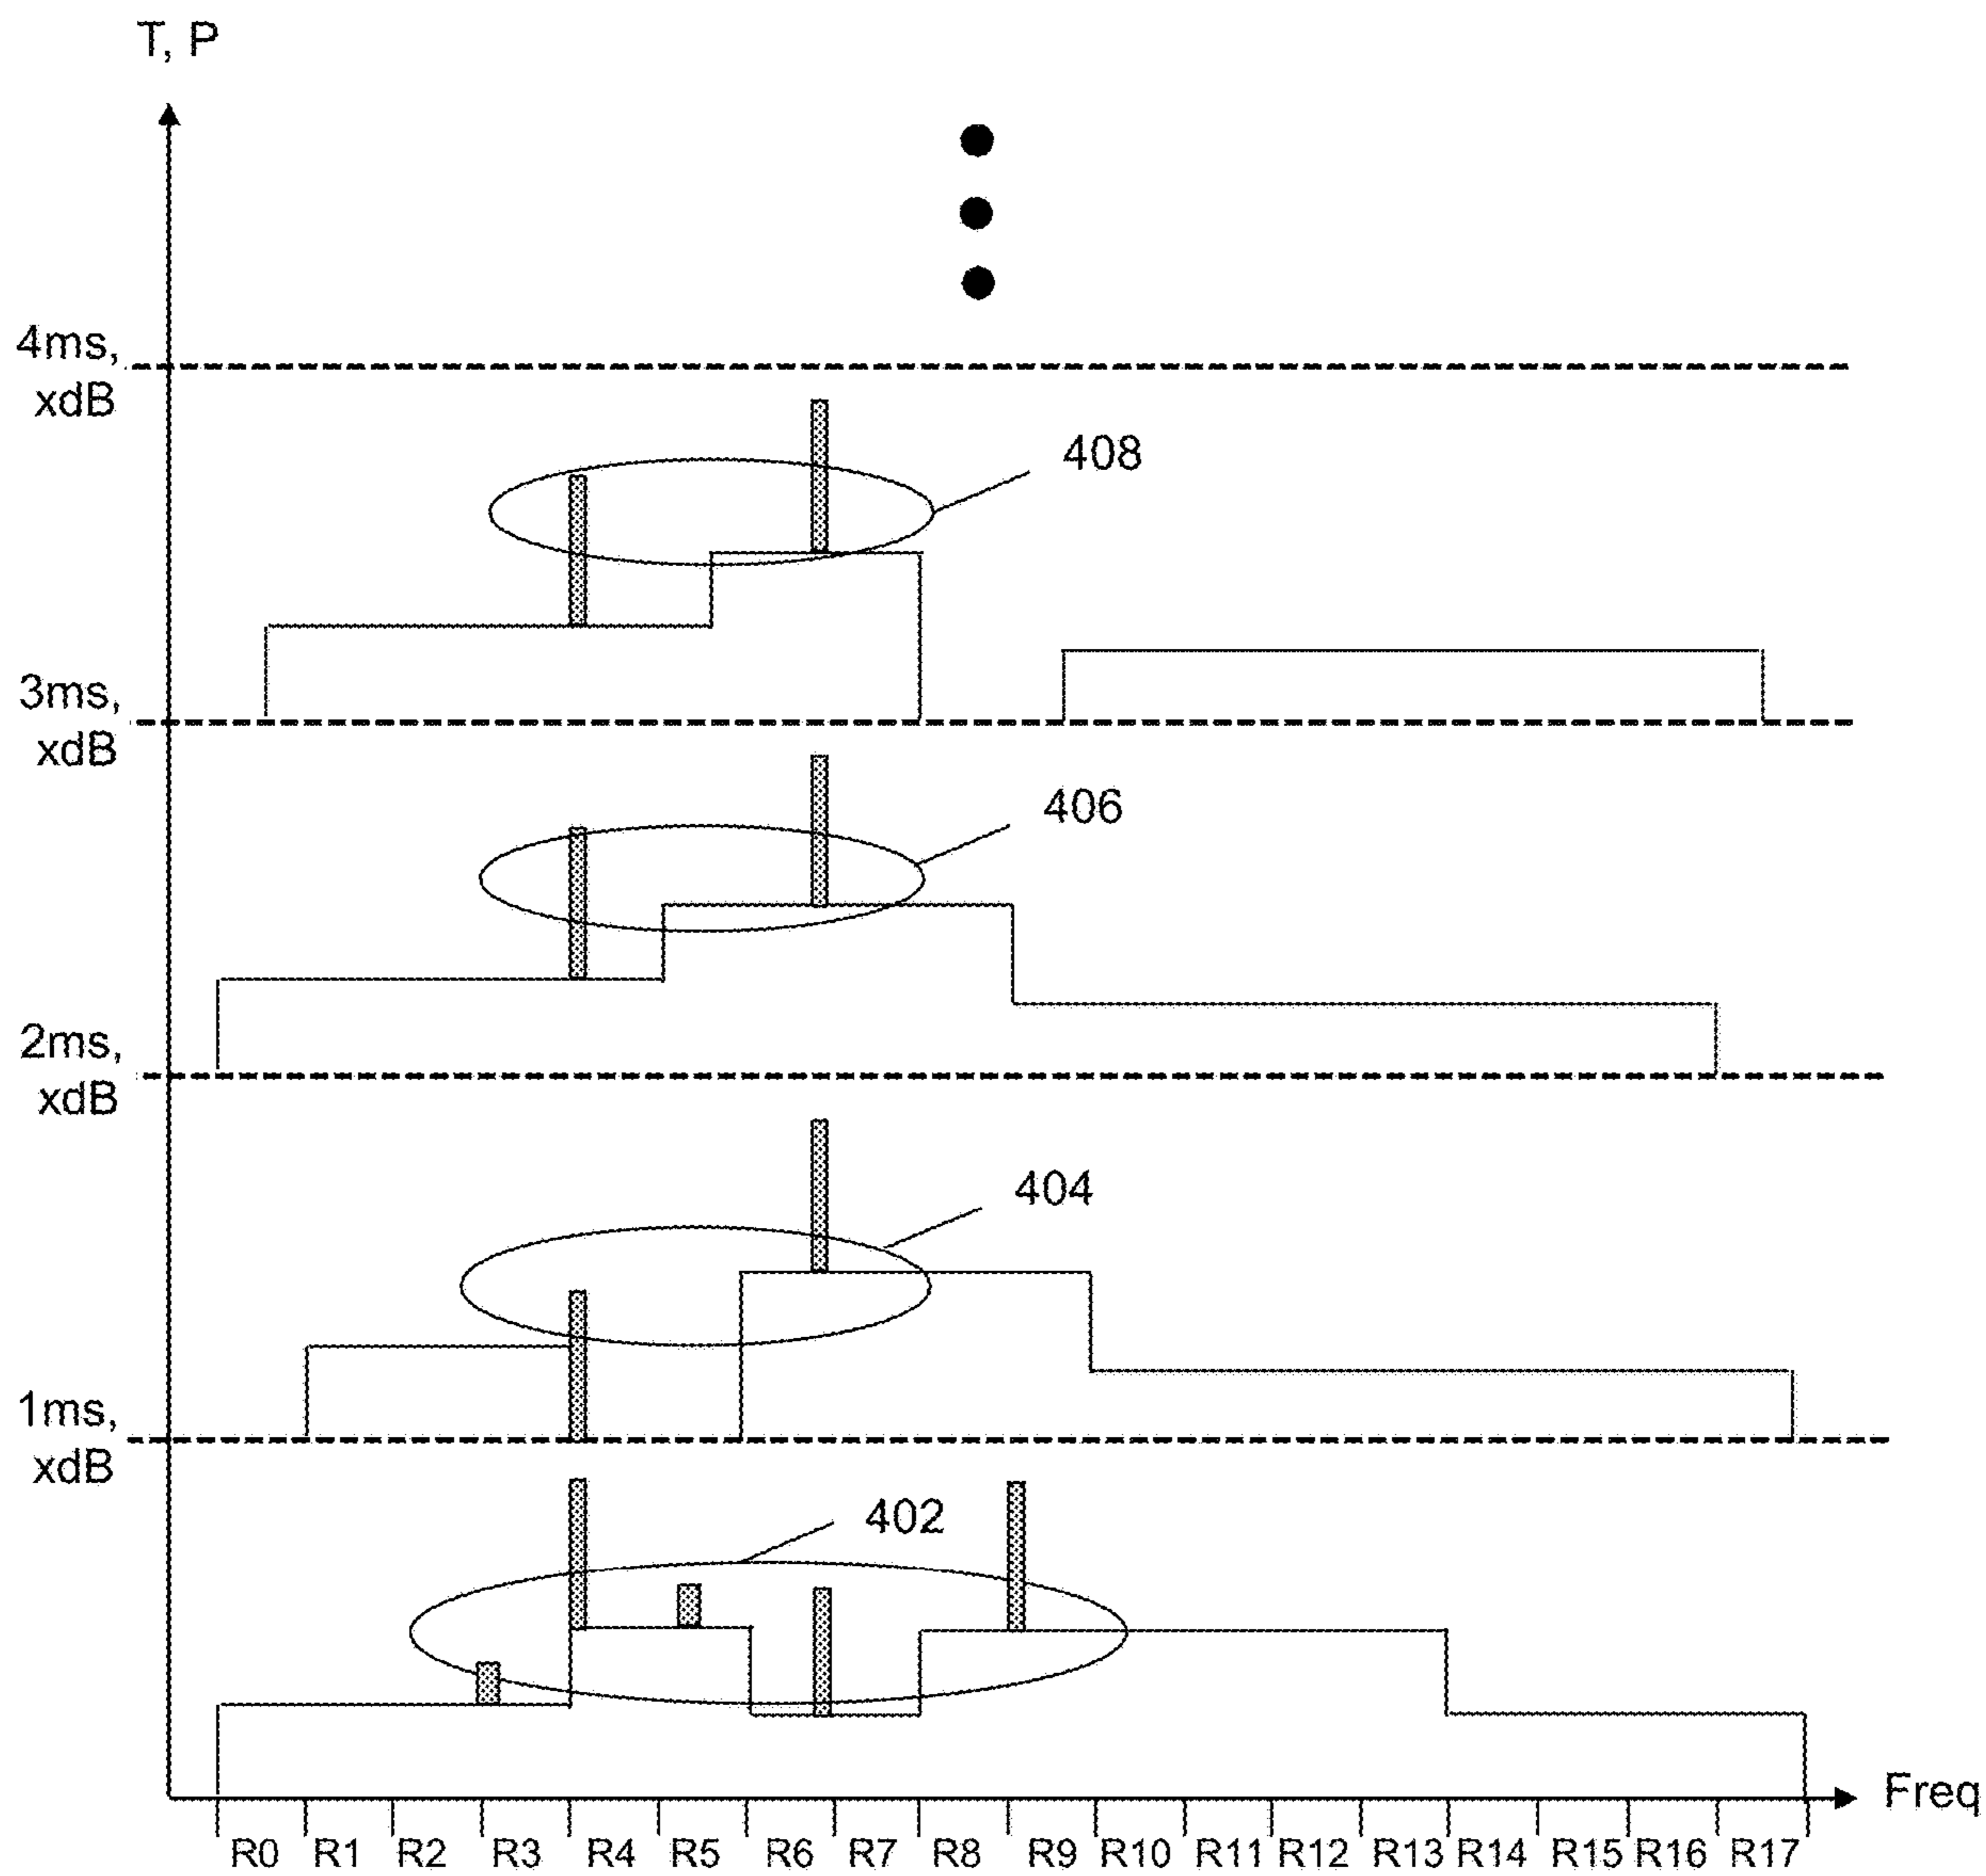 T, P
4ms,
xdB
408
3ms,
xdB
406
2ms,
xdB
404
1ms,
xdB
402
Freq
R0 R1 R2 R3 R4 R5 R6 R7 R8 R9 R10 R11 R12 R13 R14 R15 R16 R17